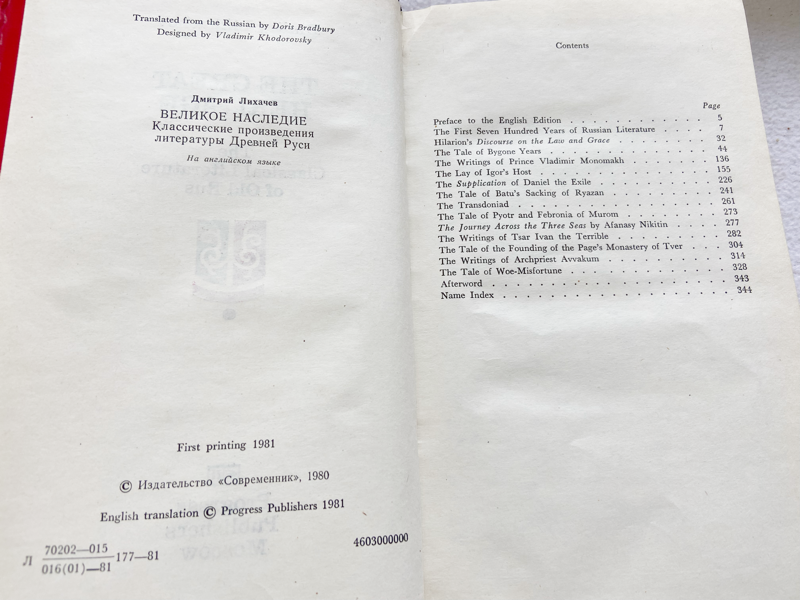 Translated from the Russian by Doris Bradbury
Designed by Vladimir Khodorovsky
Дмитрий Лихачев
ВЕЛИКОЕ НАСЛЕДИЕ
Классические произведения
литературы Древней Руси
На английском языке
First printing 1981
© Издательство «Современник», 1980
English translation © Progress Publishers 1981
Л 70202—015
016(01)—81 177—81
4603000000
Contents
Page
Preface to the English Edition . . . . . . . . . . . . 5
The First Seven Hundred Years of Russian Literature . . . . 7
Hilarion's Discourse on the Law and Grace . . . . . . . . 32
The Tale of Bygone Years . . . . . . . . . . . . . . 44
The Writings of Prince Vladimir Monomakh . . . . . . . 136
The Lay of Igor's Host . . . . . . . . . . . . . . . 155
The Supplication of Daniel the Exile . . . . . . . . . . 226
The Tale of Batu's Sacking of Ryazan . . . . . . . . . 241
The Transdoniad . . . . . . . . . . . . . . . . . 261
The Tale of Pyotr and Febronia of Murom . . . . . . . . 273
The Journey Across the Three Seas by Afanasy Nikitin . . . . 277
The Writings of Tsar Ivan the Terrible . . . . . . . . . 282
The Tale of the Founding of the Page's Monastery of Tver . . . 304
The Writings of Archpriest Avvakum . . . . . . . . . . 314
The Tale of Woe-Misfortune . . . . . . . . . . . . . 328
Afterword . . . . . . . . . . . . . . . . . . . 343
Name Index . . . . . . . . . . . . . . . . . . 344